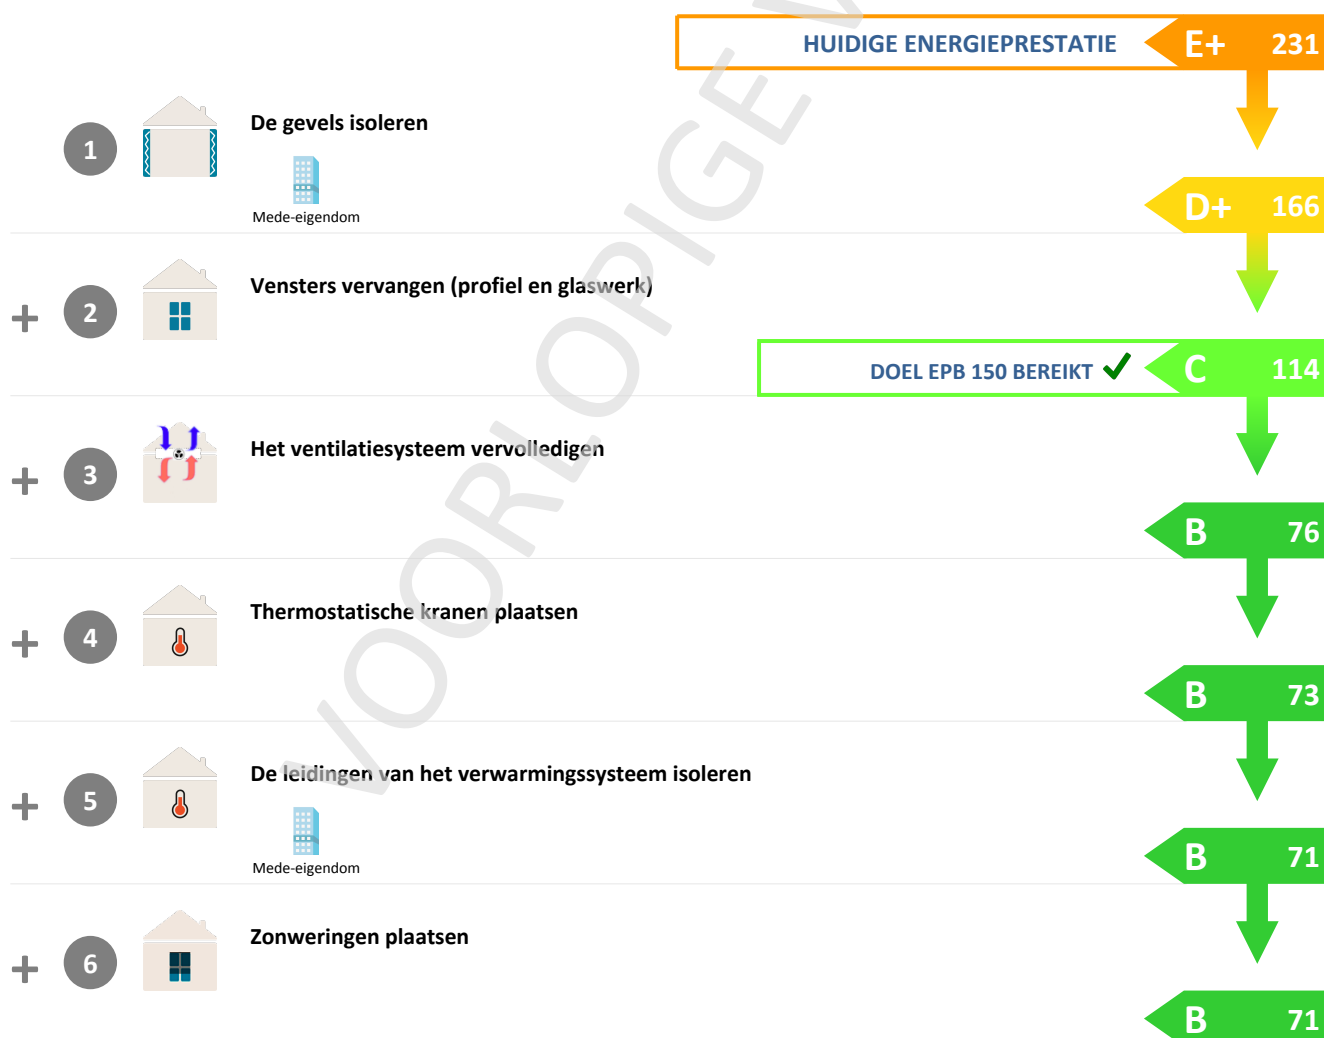 HUIDIGE ENERGIEPRESTATIE E+ 231
1 De gevels isoleren
Mede-eigendom
D+ 166
+ 2 Vensters vervangen (profiel en glaswerk)
DOEL EPB 150 BEREIKT C 114
+ 3 Het ventilatiesysteem vervolledigen
B 76
+ 4 Thermostatische kranen plaatsen
B 73
+ 5 De leidingen van het verwarmingssysteem isoleren
Mede-eigendom
B 71
+ 6 Zonweringen plaatsen
B 71
VOORLOPIGE V